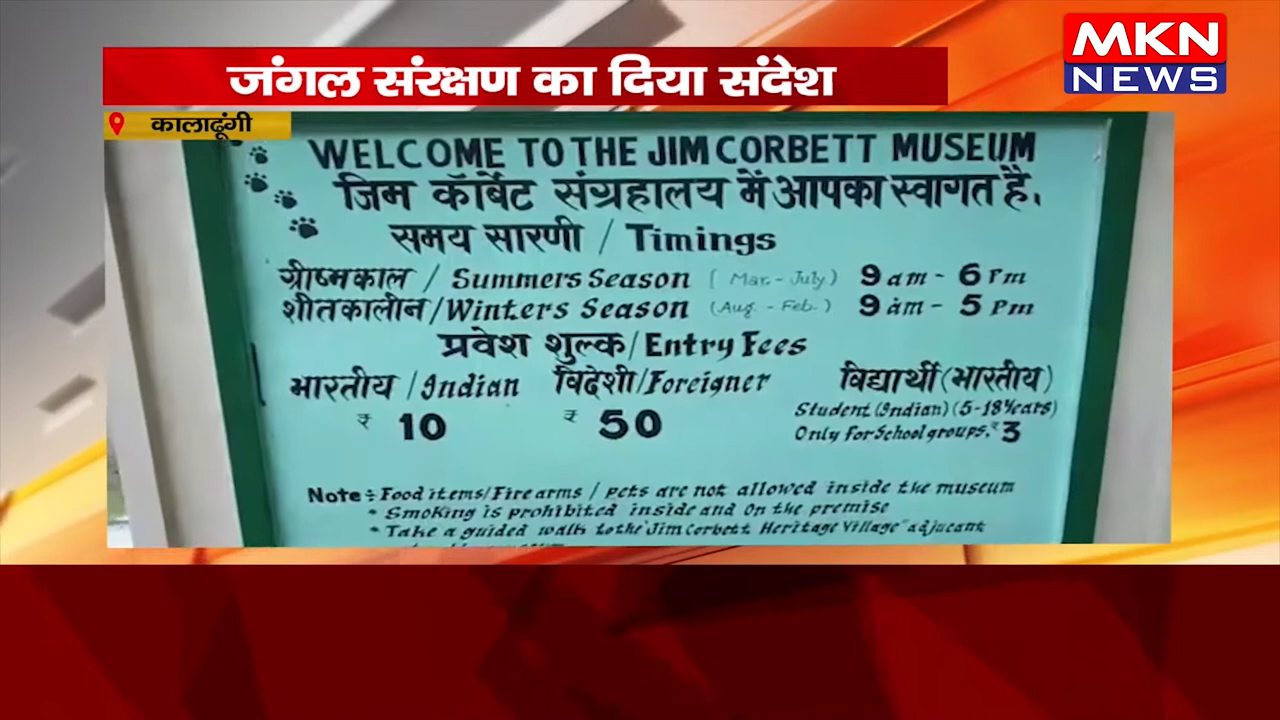 MKN
NEWS
जंगल संरक्षण का दिया संदेश
कालाढूंगी
WELCOME TO THE JIM CORBETT MUSEUM
जिम कॉर्बेट संग्रहालय में आपका स्वागत है.
समय सारणी / Timings
ग्रीष्मकाल / Summers Season (Mar. - July) 9 am - 6 Pm
शीतकालीन/Winters Season (Aug. - Feb.) 9 am - 5 Pm
प्रवेश शुल्क/Entry Fees
भारतीय/Indian विदेशी/Foreigner विद्यार्थी (भारतीय)
₹ 10 ₹ 50 Student (Indian) (5-18 Years)
Only for School groups. ₹ 3
Note ÷ Food items/Fire arms / pets are not allowed inside the museum
* Smoking is prohibited inside and on the premise
* Take a guided walk to the "Jim Corbett Heritage Village" adjucant